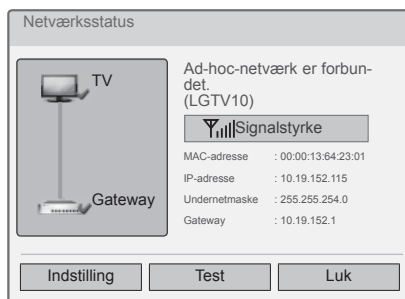 Netværksstatus
TV
Gateway
Ad-hoc-netværk er forbun-
det.
(LGTV10)
Signalstyrke
MAC-adresse : 00:00:13:64:23:01
IP-adresse : 10.19.152.115
Undernetmaske : 255.255.254.0
Gateway : 10.19.152.1
Indstilling Test Luk